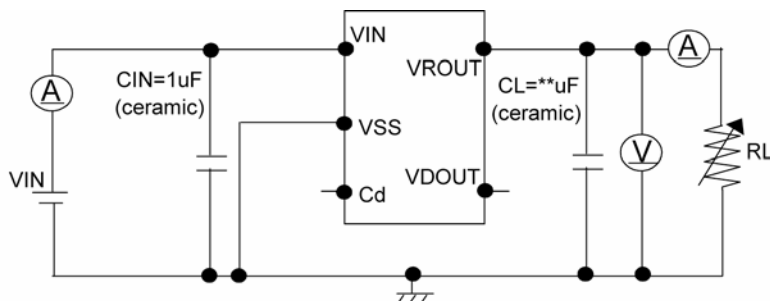 VIN
A
CIN=1uF
(ceramic)
VIN
VSS
Cd
VROUT
VDOUT
CL=**uF
(ceramic)
A
V
RL